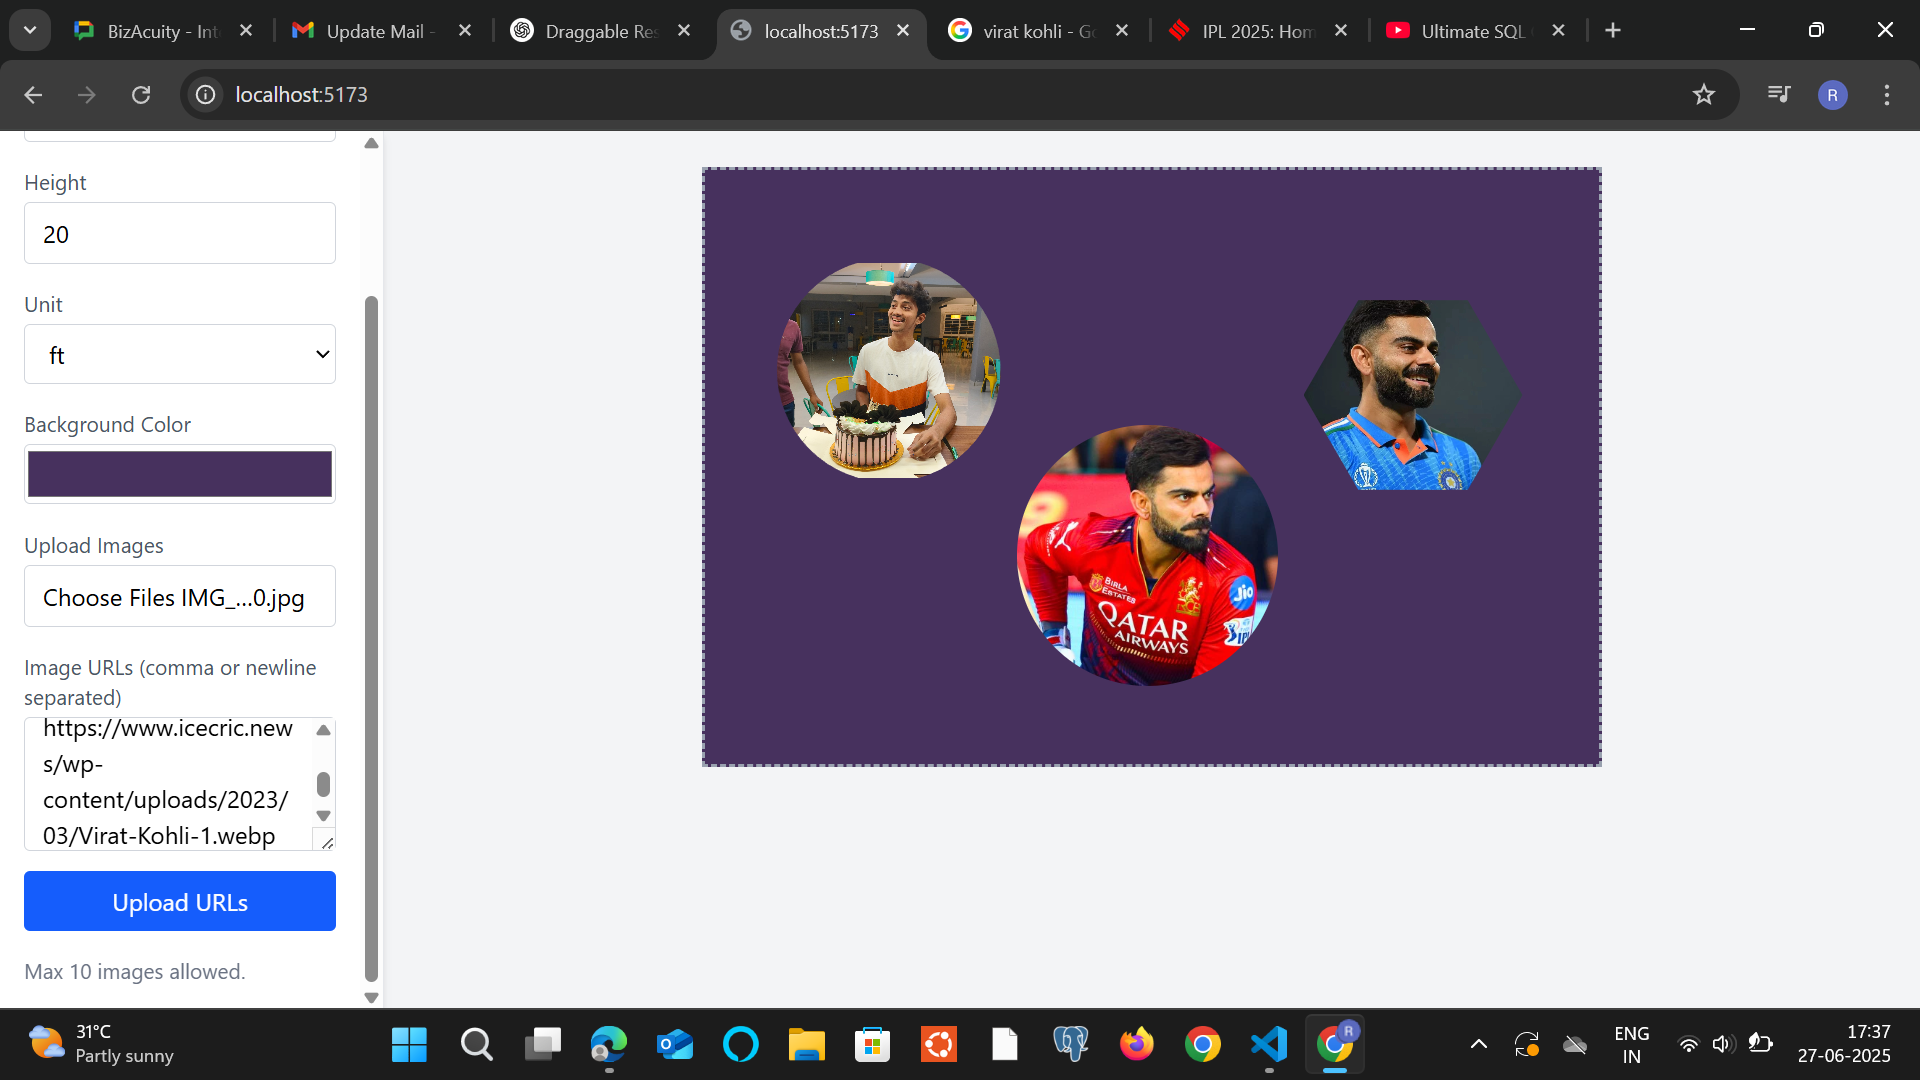 BizAcuity - Int
Update Mail -
Draggable Res
localhost:5173
virat kohli - Go
IPL 2025: Hom
Ultimate SQL
localhost:5173
R
Height
20
Unit
ft
Background Color
Upload Images
Choose Files IMG_...0.jpg
Image URLs (comma or newline
separated)
https://www.icecric.new
s/wp-
content/uploads/2023/
03/Virat-Kohli-1.webp
Upload URLs
Max 10 images allowed.
BIRLA
ESTATES
Jio
QATAR
AIRWAYS
31°C
Partly sunny
R
ENG
IN
17:37
27-06-2025